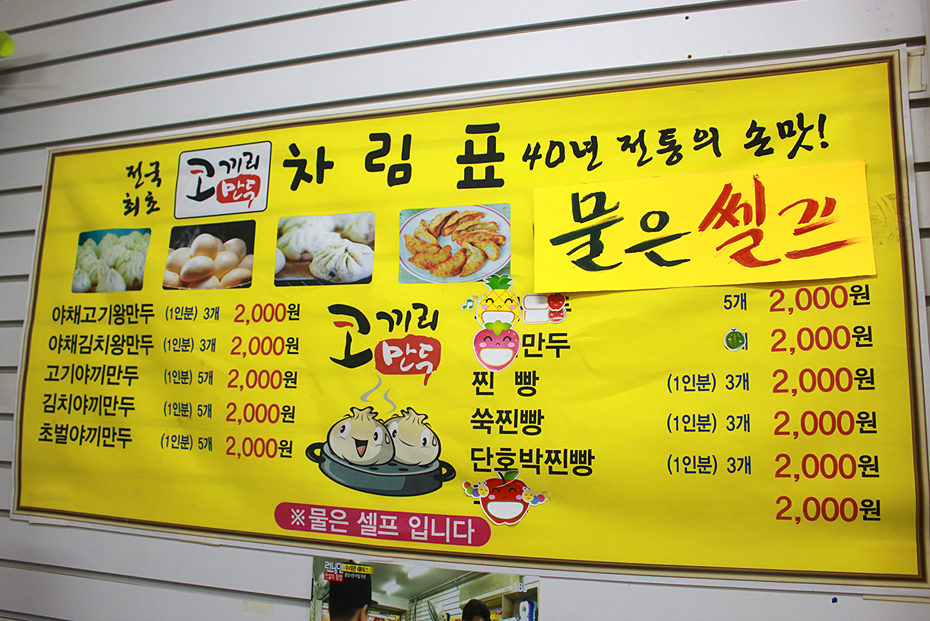 전국
최초
코끼리
만두
차림표
40년 전통의 손맛!
물은 셀프
야채고기왕만두 (1인분) 3개 2,000원
야채김치왕만두 (1인분) 3개 2,000원
고기야끼만두 (1인분) 5개 2,000원
김치야끼만두 (1인분) 5개 2,000원
초벌야끼만두 (1인분) 5개 2,000원
코끼리
만두
5개 2,000원
만두 2,000원
찐 빵 (1인분) 3개 2,000원
쑥찐빵 (1인분) 3개 2,000원
단호박찐빵 (1인분) 3개 2,000원
2,000원
※물은 셀프 입니다
런닝맨